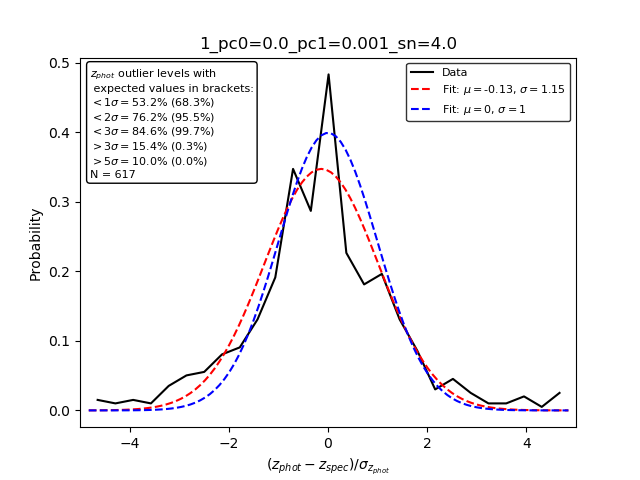 1_pc0=0.0_pc1=0.001_sn=4.0
z_phot outlier levels with
expected values in brackets:
< 1σ = 53.2% (68.3%)
< 2σ = 76.2% (95.5%)
< 3σ = 84.6% (99.7%)
> 3σ = 15.4% (0.3%)
> 5σ = 10.0% (0.0%)
N = 617
Data
Fit: μ = -0.13, σ = 1.15
Fit: μ = 0, σ = 1
0.5
0.4
0.3
0.2
0.1
0.0
Probability
−4
−2
0
2
4
(z_phot − z_spec)/σ_z_phot